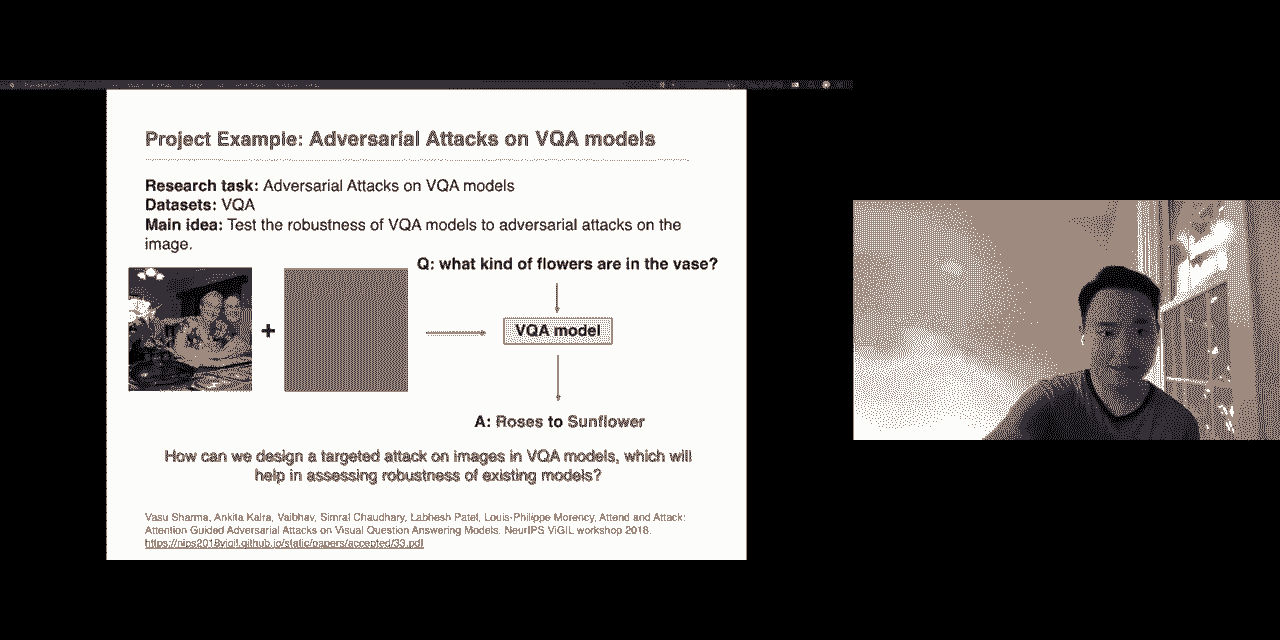 Project Example: Adversarial Attacks on VQA models
Research task: Adversarial Attacks on VQA models
Datasets: VQA
Main idea: Test the robustness of VQA models to adversarial attacks on the
image.
Q: what kind of flowers are in the vase?
+
VQA model
A: Roses to Sunflower
How can we design a targeted attack on images in VQA models, which will
help in assessing robustness of existing models?
Vasu Sharma, Ankita Kalra, Vaibhav, Simral Chaudhary, Labhesh Patel, Louis-Philippe Morency, Attend and Attack:
Attention Guided Adversarial Attacks on Visual Question Answering Models. NeurIPS ViGIL workshop 2018.
https://nips2018vigil.github.io/static/papers/accepted/33.pdf